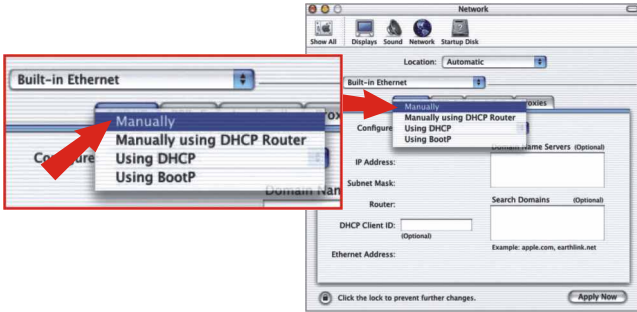 Built-in Ethernet
Manually
Manually using DHCP Router
Using DHCP
Using BootP
Configure
Network
Show All Displays Sound Network Startup Disk
Location: Automatic
Built-in Ethernet
Manually
Manually using DHCP Router
Using DHCP
Using BootP
Configure
Domain Name Servers (Optional)
IP Address:
Subnet Mask:
Router:
Search Domains (Optional)
DHCP Client ID:
(Optional)
Example: apple.com, earthlink.net
Ethernet Address:
Click the lock to prevent further changes.
Apply Now